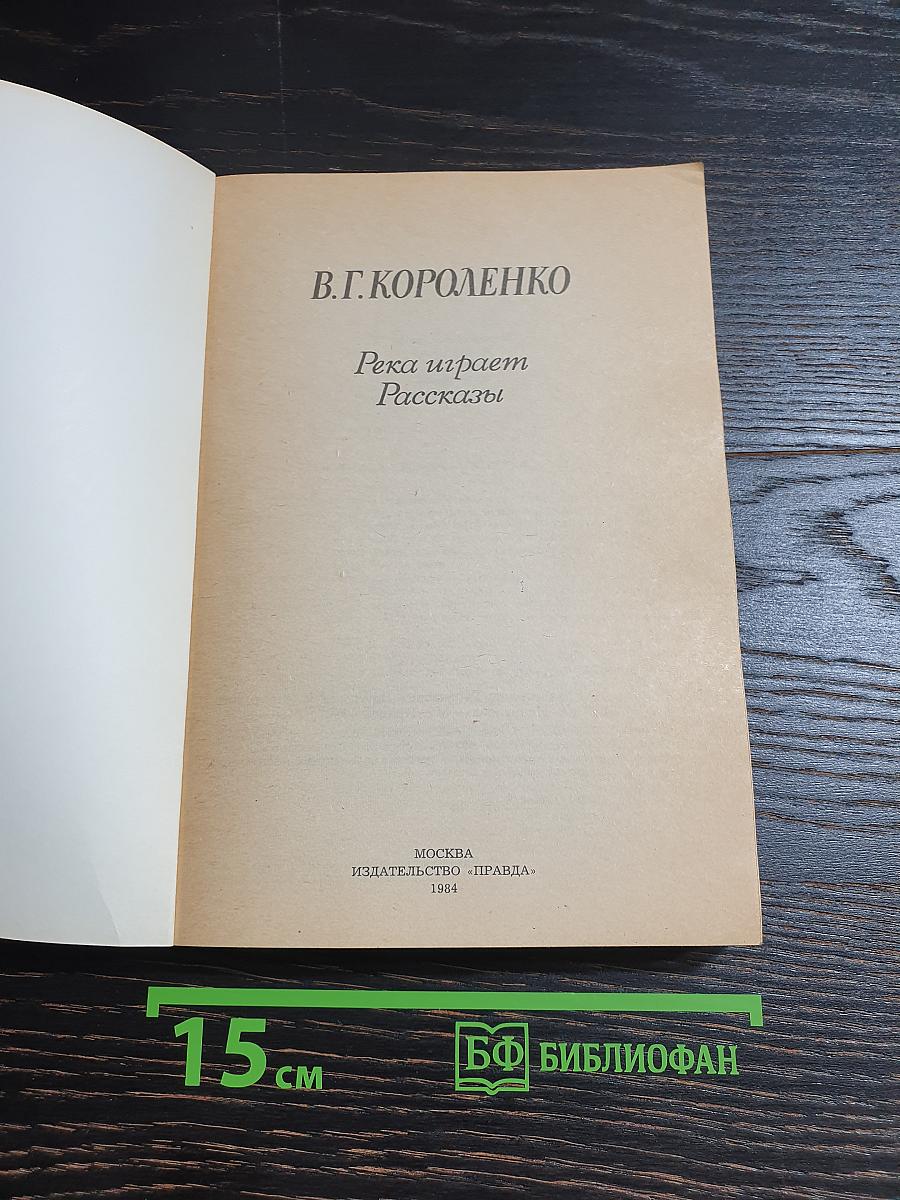 В. Г. КОРОЛЕНКО
Река играет
Рассказы
МОСКВА
ИЗДАТЕЛЬСТВО «ПРАВДА»
1984
15 см
БФ БИБЛИОФАН